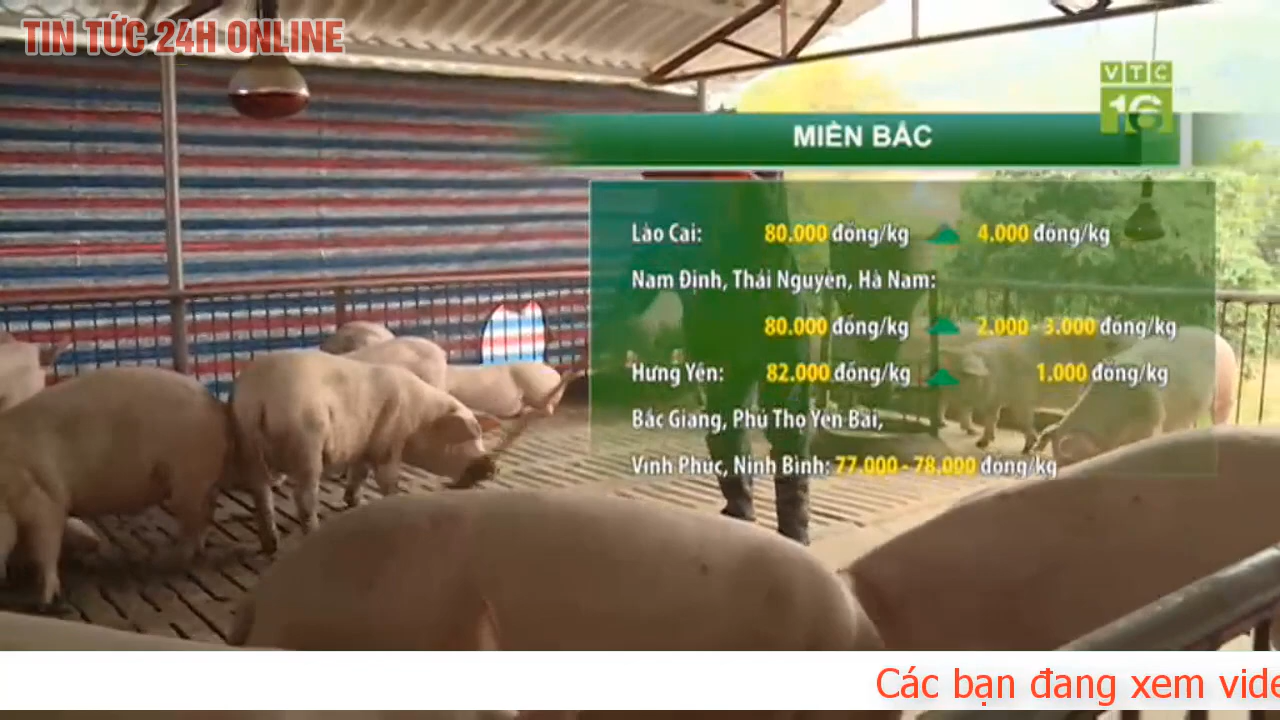 TIN TỨC 24H ONLINE
VTC
16
MIỀN BẮC
Lào Cai: 80.000 đồng/kg 4.000 đồng/kg
Nam Định, Thái Nguyên, Hà Nam:
80.000 đồng/kg 2.000 - 3.000 đồng/kg
Hưng Yên: 82.000 đồng/kg 1.000 đồng/kg
Bắc Giang, Phú Thọ Yên Bái,
Vĩnh Phúc, Ninh Bình: 77.000 - 78.000 đồng/kg
Các bạn đang xem vide